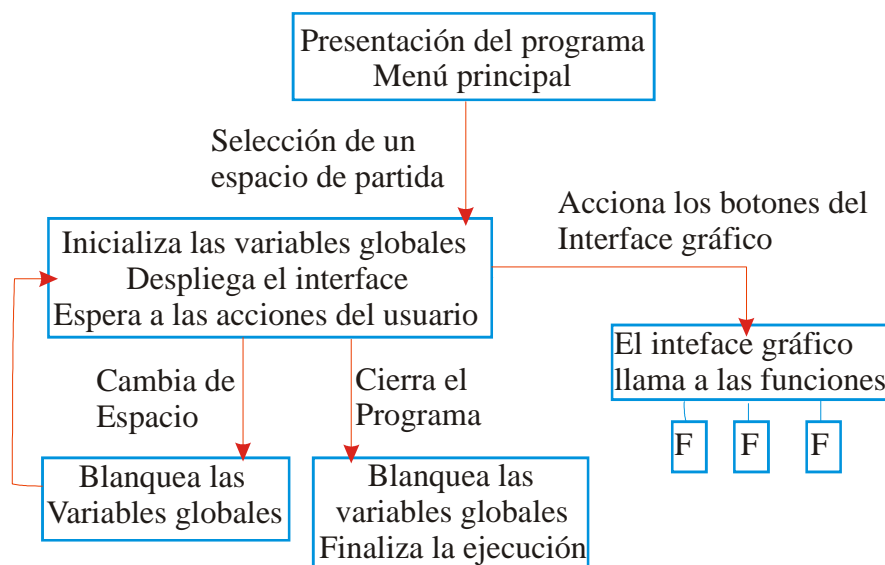 Presentación del programa
Menú principal
Selección de un
espacio de partida
Acciona los botones del
Interface gráfico
Inicializa las variables globales
Despliega el interface
Espera a las acciones del usuario
El inteface gráfico
llama a las funciones
F F F
Cambia de
Espacio
Cierra el
Programa
Blanquea las
Variables globales
Blanquea las
variables globales
Finaliza la ejecución